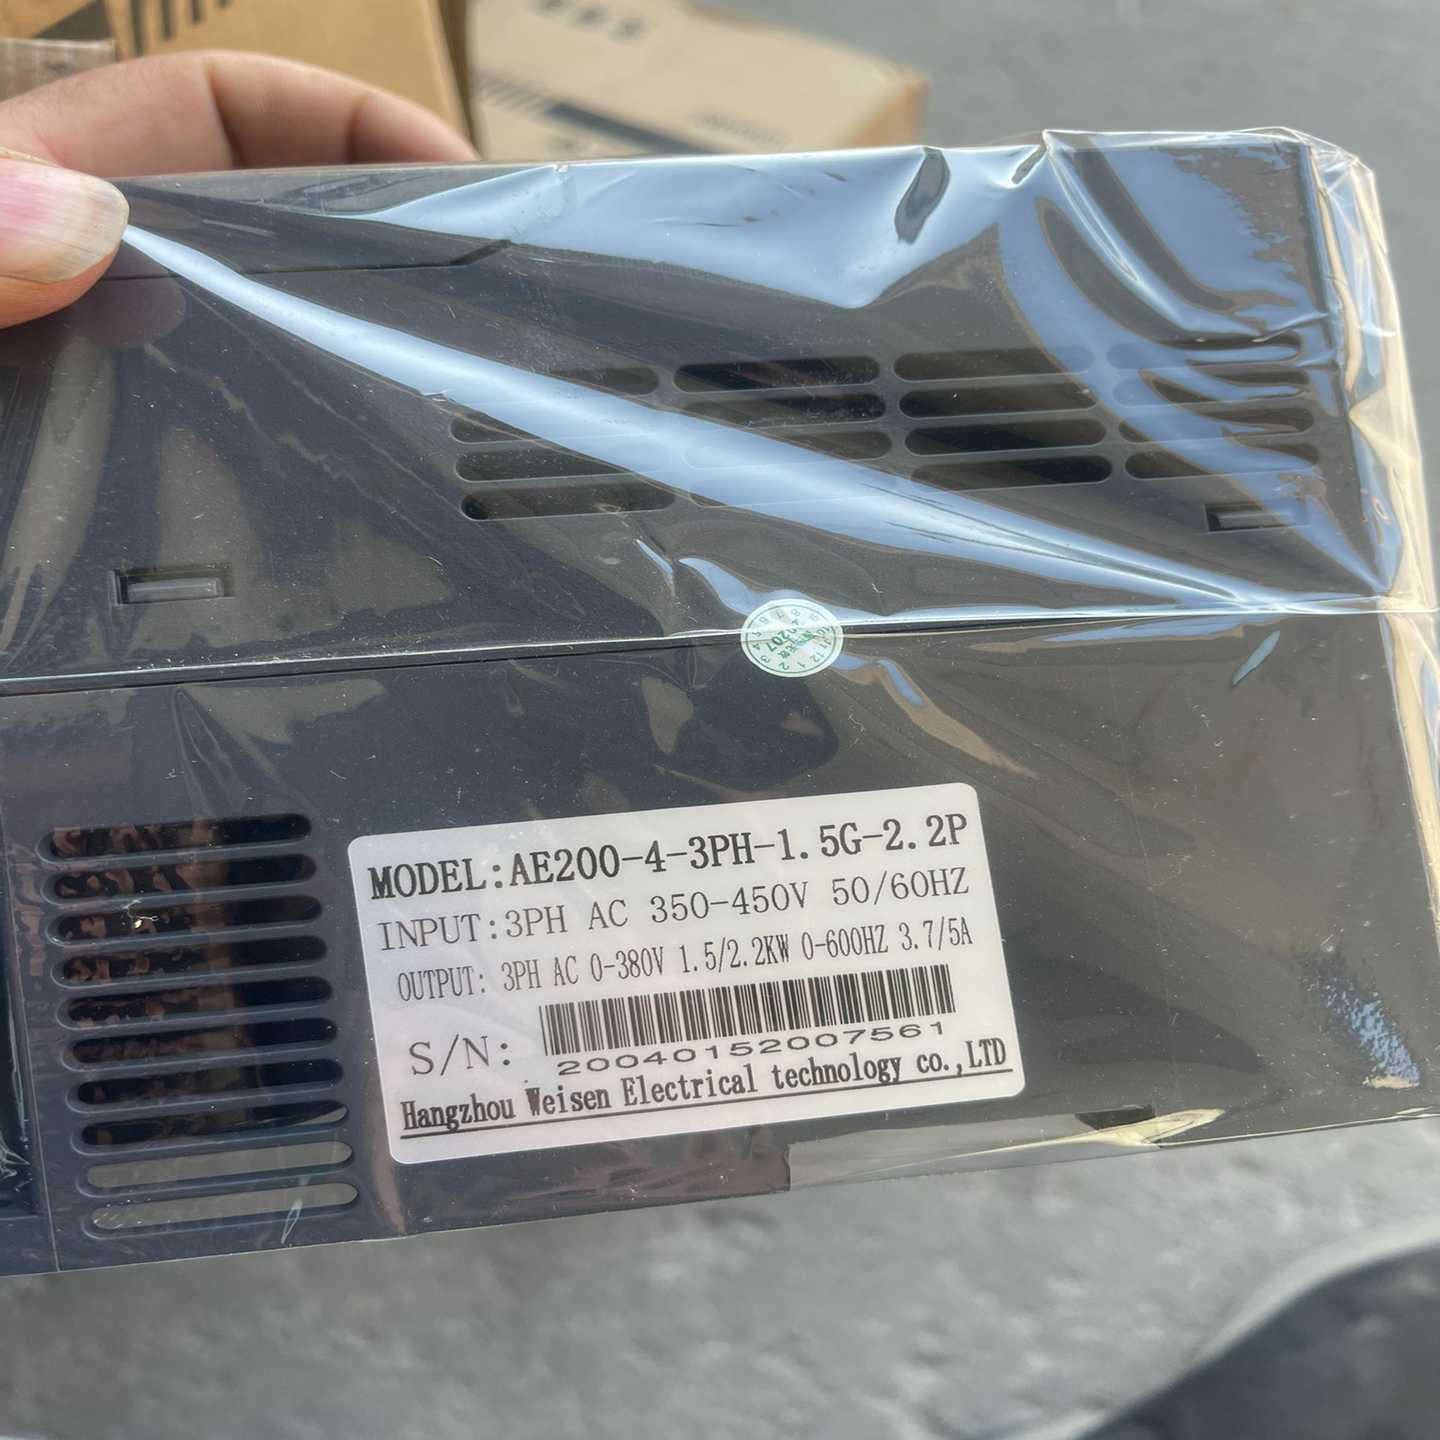 MODEL:AE200-4-3PH-1.5G-2.2P
INPUT:3PH AC 350-450V 50/60HZ
OUTPUT: 3PH AC 0-380V 1.5/2.2KW 0-600HZ 3.7/5A
S/N:
20040152007561
Hangzhou Weisen Electrical technology co.,LTD